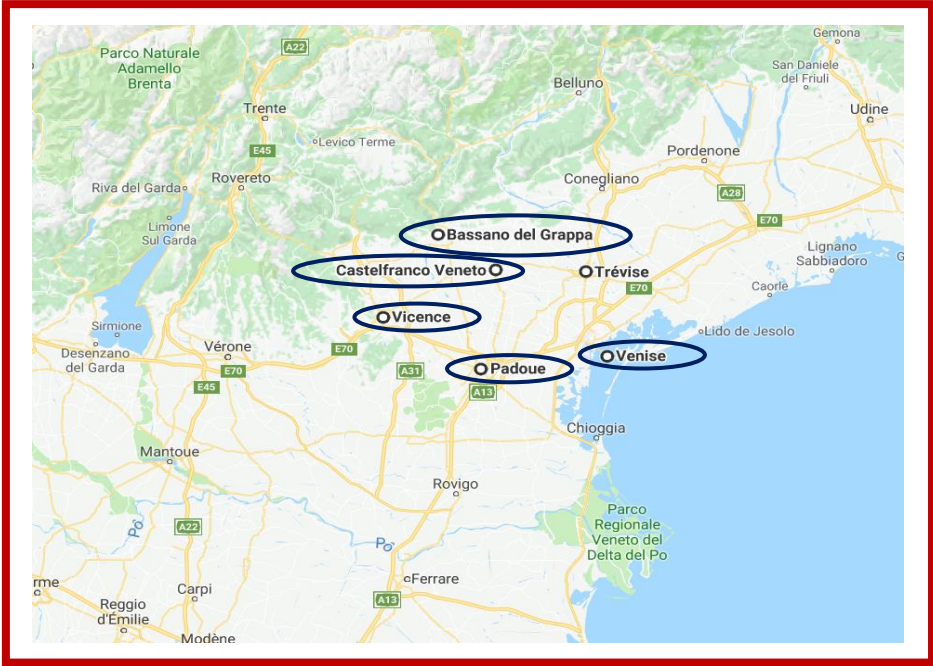 Gemona
A22
Parco Naturale
Adamello
Brenta
San Daniele
del Friuli
Belluno
Trente
Udine
Levico Terme
E45
Pordenone
Rovereto
Conegliano
Riva del Garda
A28
Limone
Sul Garda
E70
Bassano del Grappa
Lignano
Sabbiadoro
G
Castelfranco Veneto
Trévise
E70
Caorle
Vicence
Sirmione
Lido de Jesolo
Desenzano
del Garda
Vérone
E70
Venise
E70
A31
Padoue
E45
A13
Chioggia
Mantoue
Rovigo
Parco
Regionale
Veneto del
Delta del Po
Pô
A22
Pô
rme
Ferrare
Carpi
A13
Reggio
d'Émilie
Modène